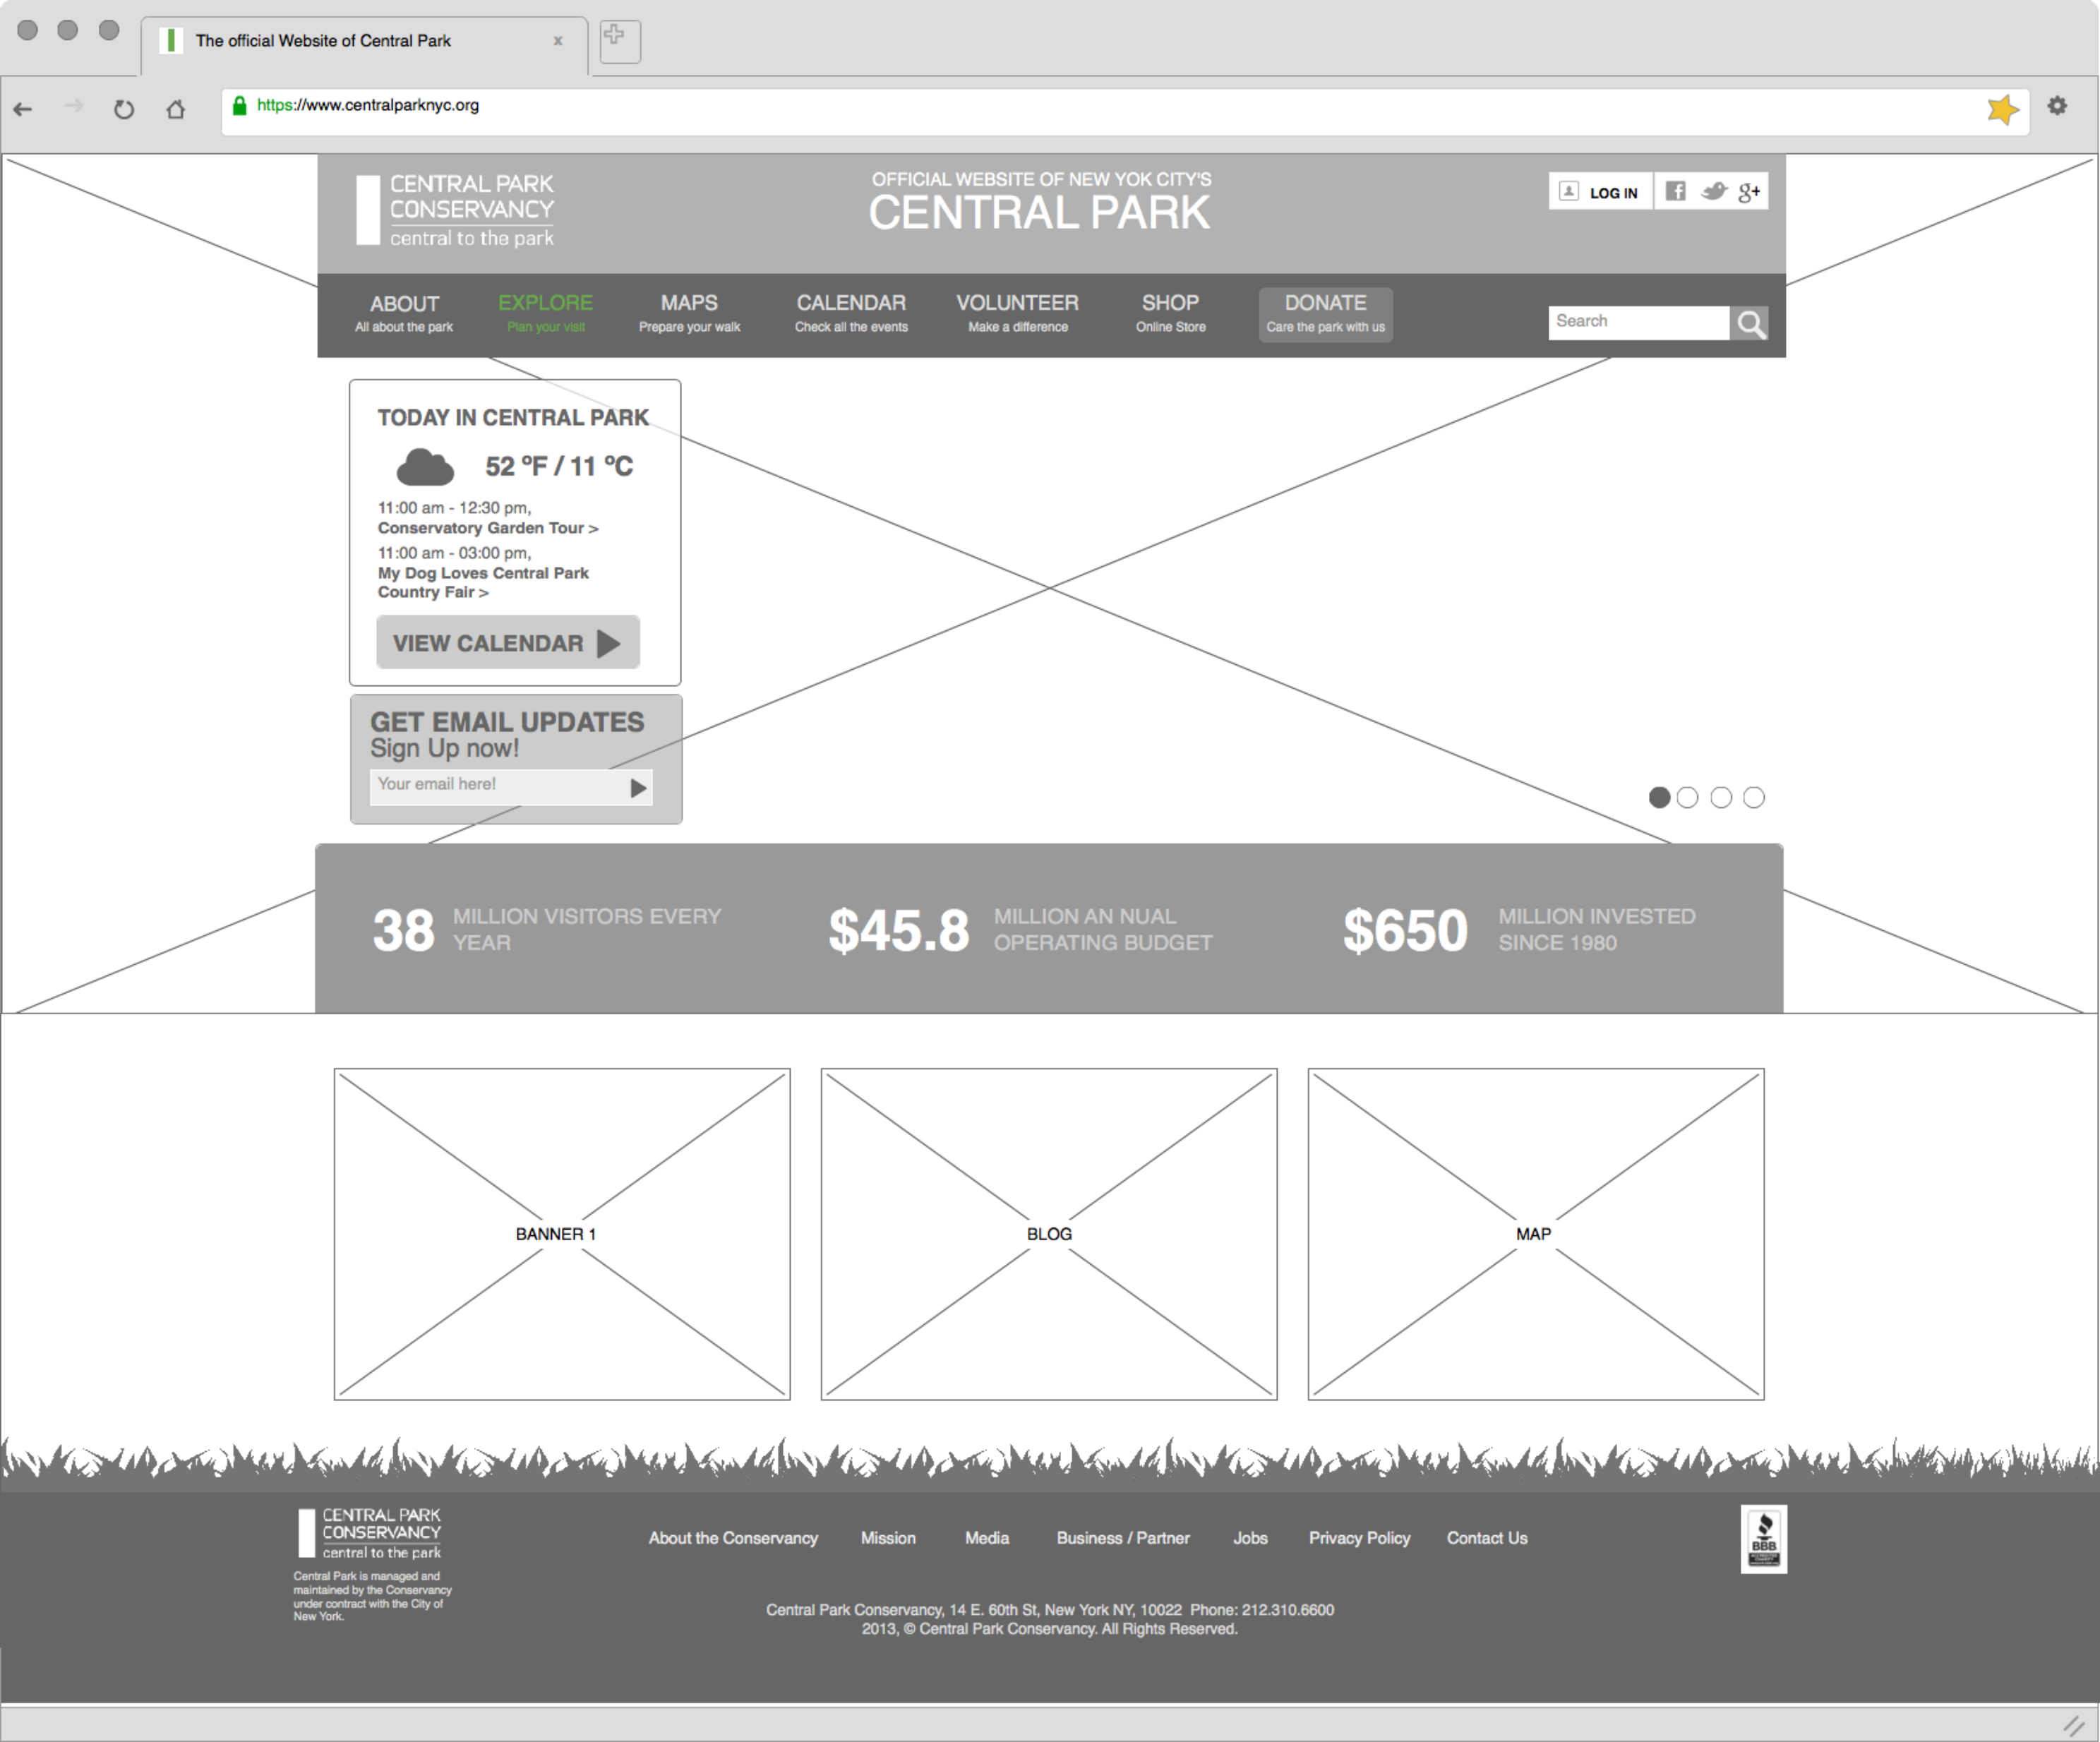 The official Website of Central Park x
https://www.centralparknyc.org
CENTRAL PARK
CONSERVANCY
central to the park
OFFICIAL WEBSITE OF NEW YOK CITY'S
CENTRAL PARK
LOG IN
g+
ABOUT
All about the park
EXPLORE
Plan your visit
MAPS
Prepare your walk
CALENDAR
Check all the events
VOLUNTEER
Make a difference
SHOP
Online Store
DONATE
Care the park with us
Search
TODAY IN CENTRAL PARK
52 ºF / 11 ºC
11:00 am - 12:30 pm,
Conservatory Garden Tour >
11:00 am - 03:00 pm,
My Dog Loves Central Park
Country Fair >
VIEW CALENDAR
GET EMAIL UPDATES
Sign Up now!
Your email here!
38
MILLION VISITORS EVERY
YEAR
$45.8
MILLION AN NUAL
OPERATING BUDGET
$650
MILLION INVESTED
SINCE 1980
BANNER 1
BLOG
MAP
CENTRAL PARK
CONSERVANCY
central to the park
Central Park is managed and
maintained by the Conservancy
under contract with the City of
New York.
About the Conservancy Mission Media Business / Partner Jobs Privacy Policy Contact Us
BBB
Central Park Conservancy, 14 E. 60th St, New York NY, 10022 Phone: 212.310.6600
2013, © Central Park Conservancy. All Rights Reserved.